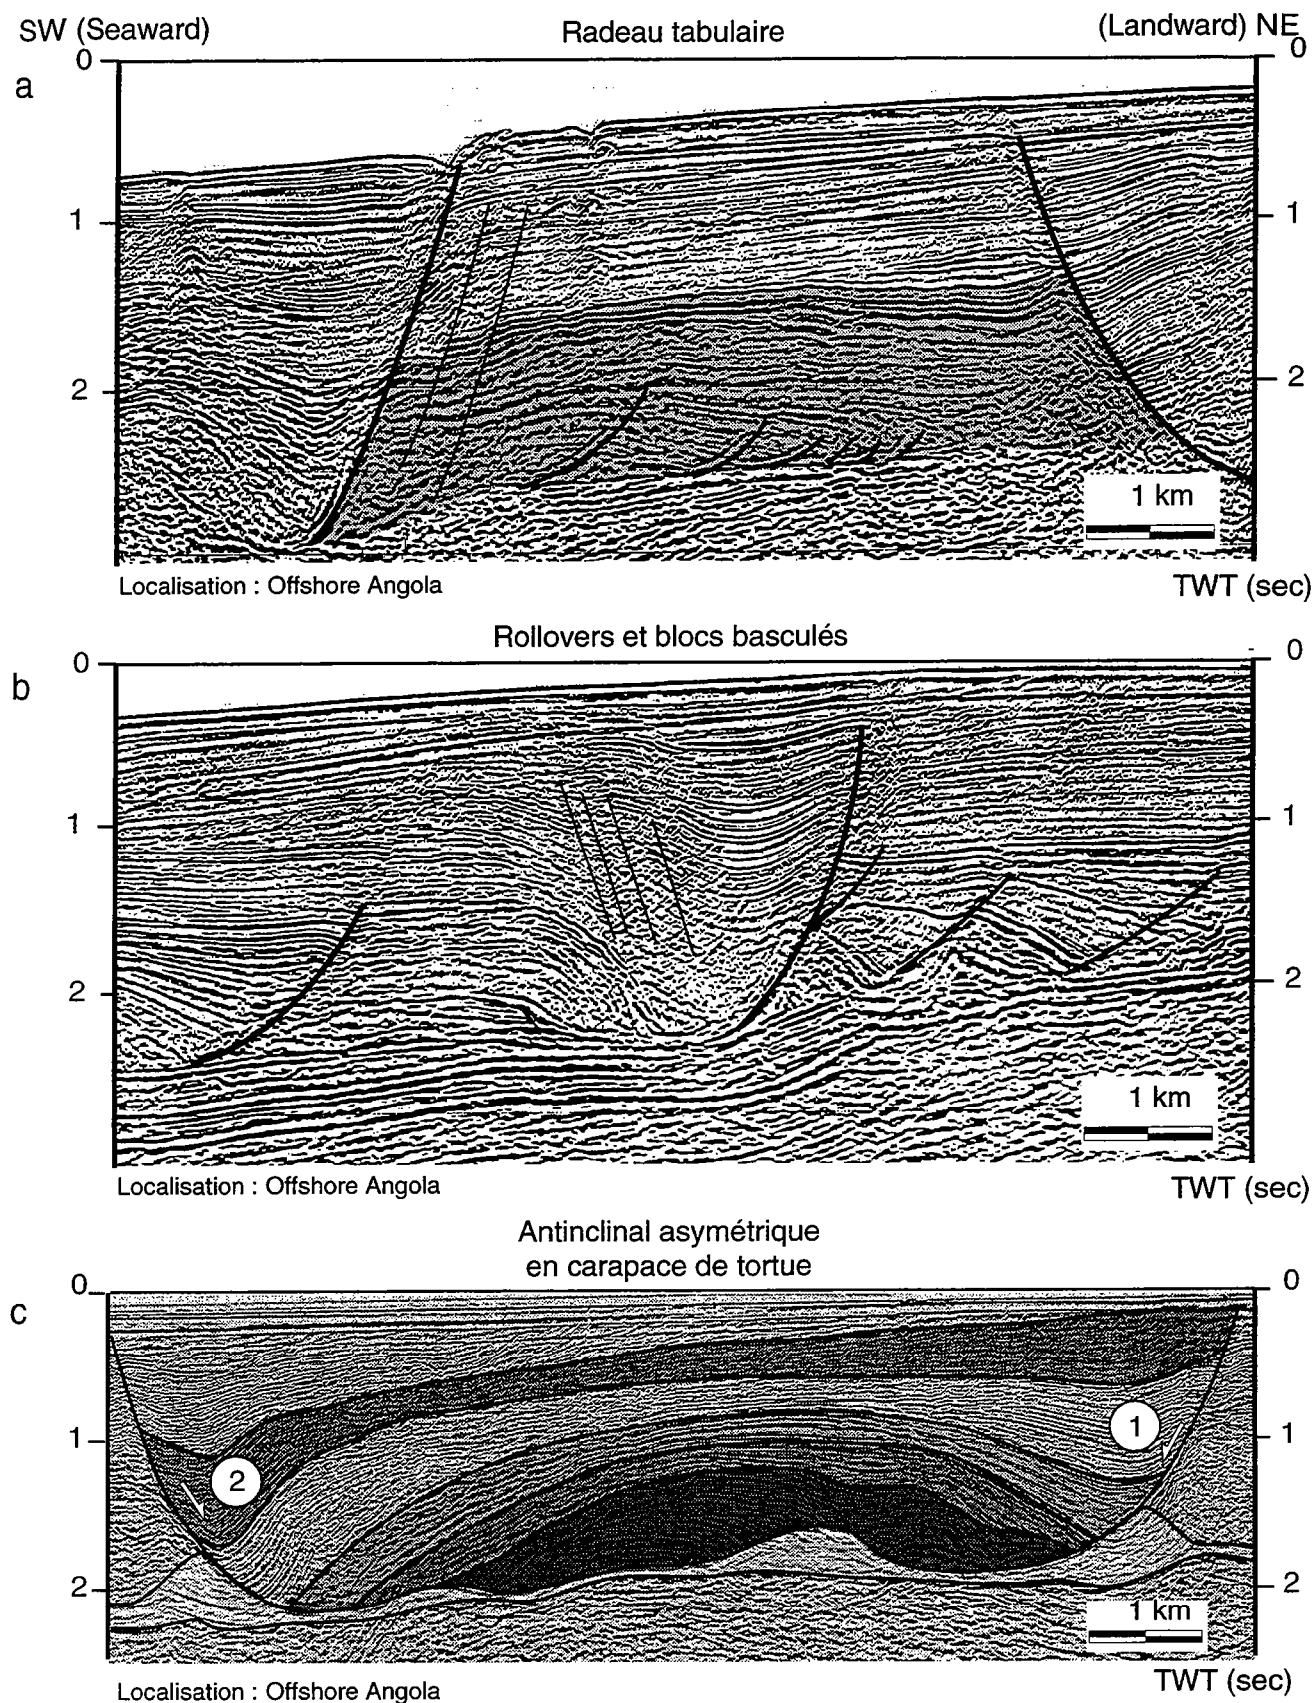 SW (Seaward)
Radeau tabulaire
(Landward) NE
a
0
0
1
1
2
2
1 km
Localisation : Offshore Angola
TWT (sec)
Rollovers et blocs basculés
b
0
0
1
1
2
2
1 km
Localisation : Offshore Angola
TWT (sec)
Antinclinal asymétrique
en carapace de tortue
c
0
0
1
1
1
2
2
2
1 km
Localisation : Offshore Angola
TWT (sec)